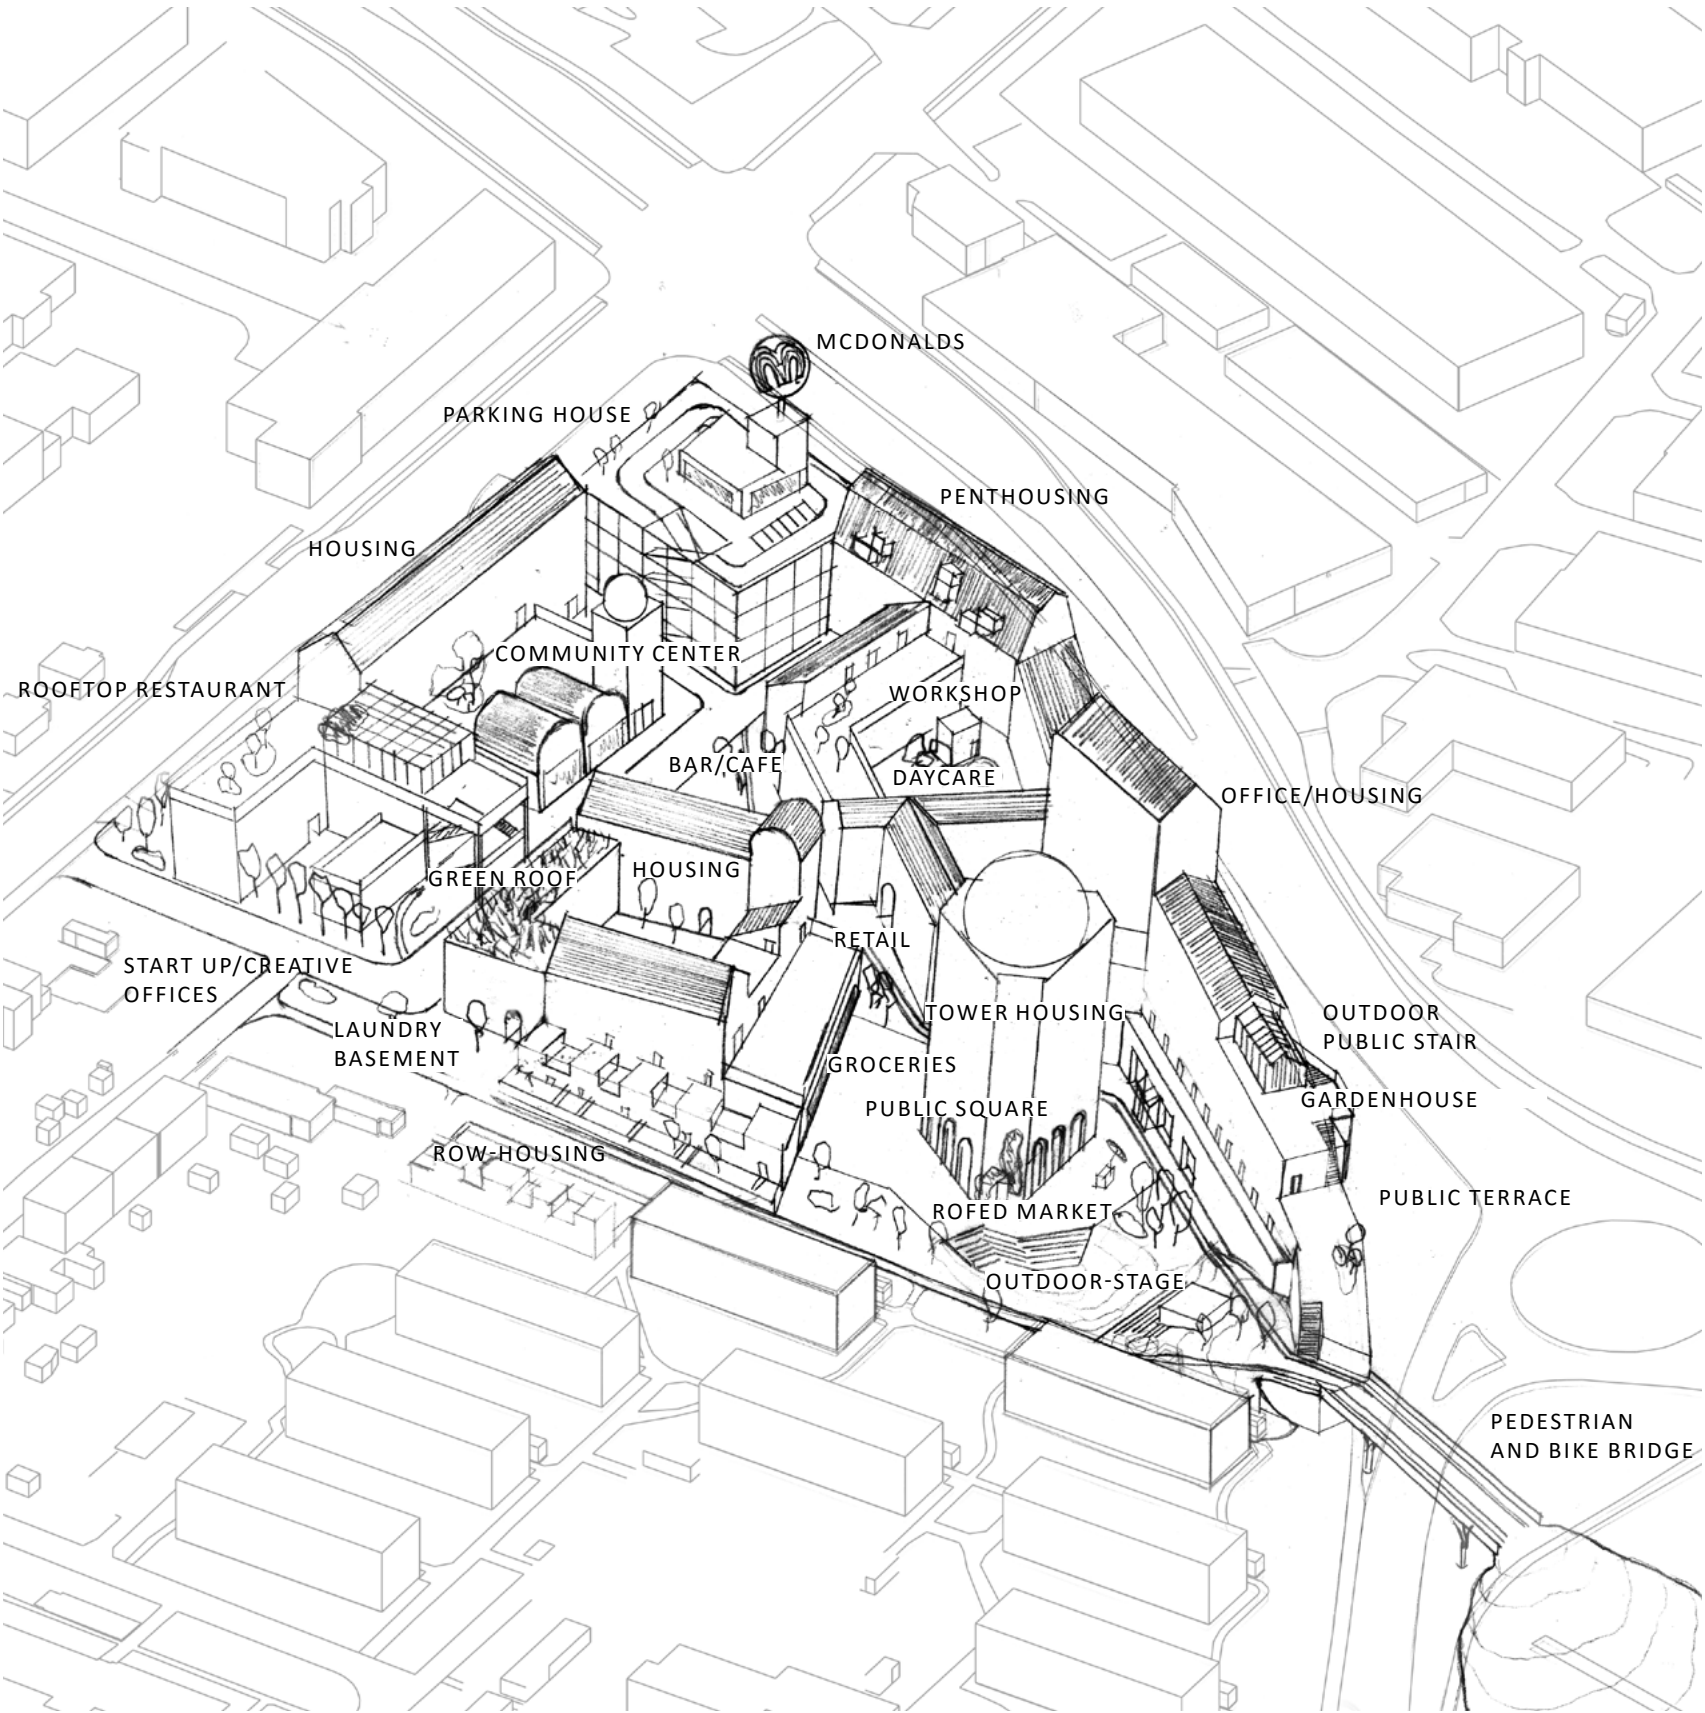 MCDONALDS
PARKING HOUSE
PENTHOUSING
HOUSING
COMMUNITY CENTER
ROOFTOP RESTAURANT
WORKSHOP
BAR/CAFE
DAYCARE
OFFICE/HOUSING
HOUSING
GREEN ROOF
RETAIL
START UP/CREATIVE
OFFICES
TOWER HOUSING
OUTDOOR
PUBLIC STAIR
LAUNDRY
BASEMENT
GROCERIES
GARDENHOUSE
PUBLIC SQUARE
ROW-HOUSING
PUBLIC TERRACE
ROFED MARKET
OUTDOOR-STAGE
PEDESTRIAN
AND BIKE BRIDGE